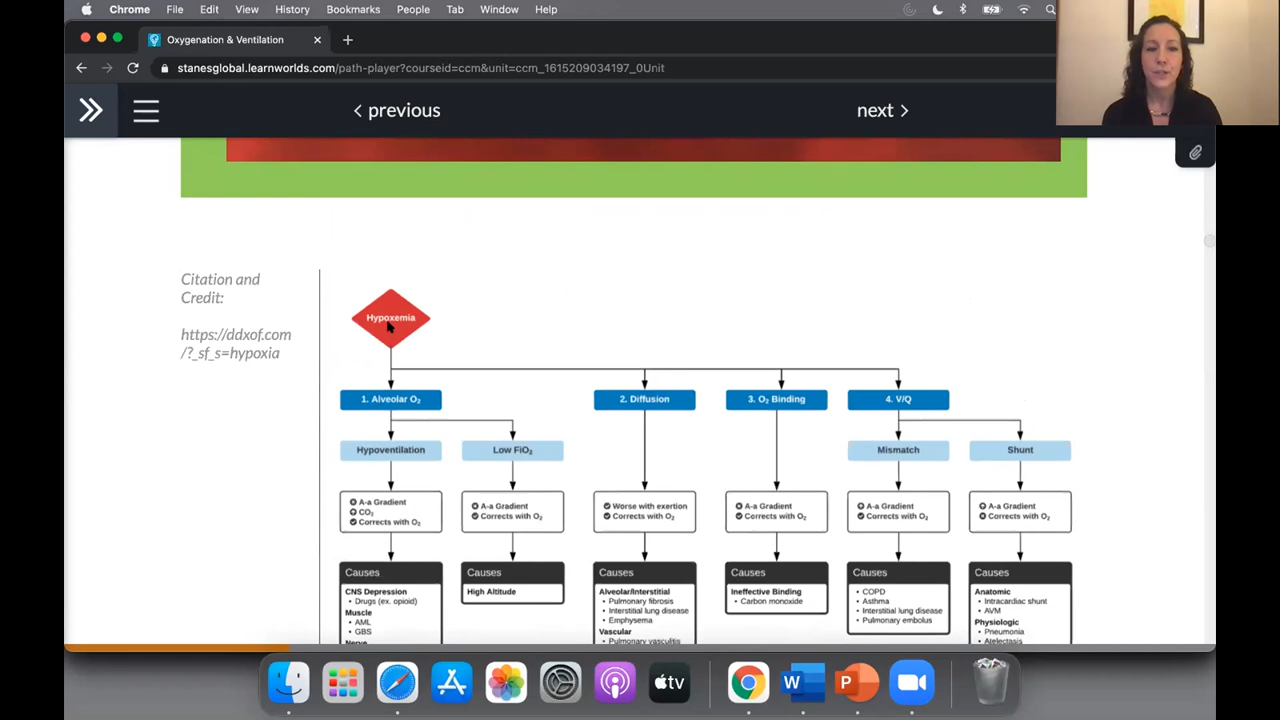 Chrome File Edit View History Bookmarks People Tab Window Help
Oxygenation & Ventilation
stanesglobal.learnworlds.com/path-player?courseid=ccm&unit=ccm_1615209034197_0Unit
previous next
Citation and
Credit:
https://ddxof.com
/?_sf_s=hypoxia
Hypoxemia
1. Alveolar O₂ 2. Diffusion 3. O₂ Binding 4. V/Q
Hypoventilation Low FiO₂ Mismatch Shunt
A-a Gradient
CO₂
Corrects with O₂
A-a Gradient
Corrects with O₂
Worse with exertion
Corrects with O₂
A-a Gradient
Corrects with O₂
A-a Gradient
Corrects with O₂
A-a Gradient
Corrects with O₂
Causes
CNS Depression
• Drugs (ex. opioid)
Muscle
• AML
• GBS
Nerve
Causes
High Altitude
Causes
Alveolar/Interstitial
• Pulmonary fibrosis
• Interstitial lung disease
• Emphysema
Vascular
• Pulmonary vasculitis
Causes
Ineffective Binding
• Carbon monoxide
Causes
• COPD
• Asthma
• Interstitial lung disease
• Pulmonary embolus
Causes
Anatomic
• Intracardiac shunt
• AVM
Physiologic
• Pneumonia
• Atelectasis
tv
W
P